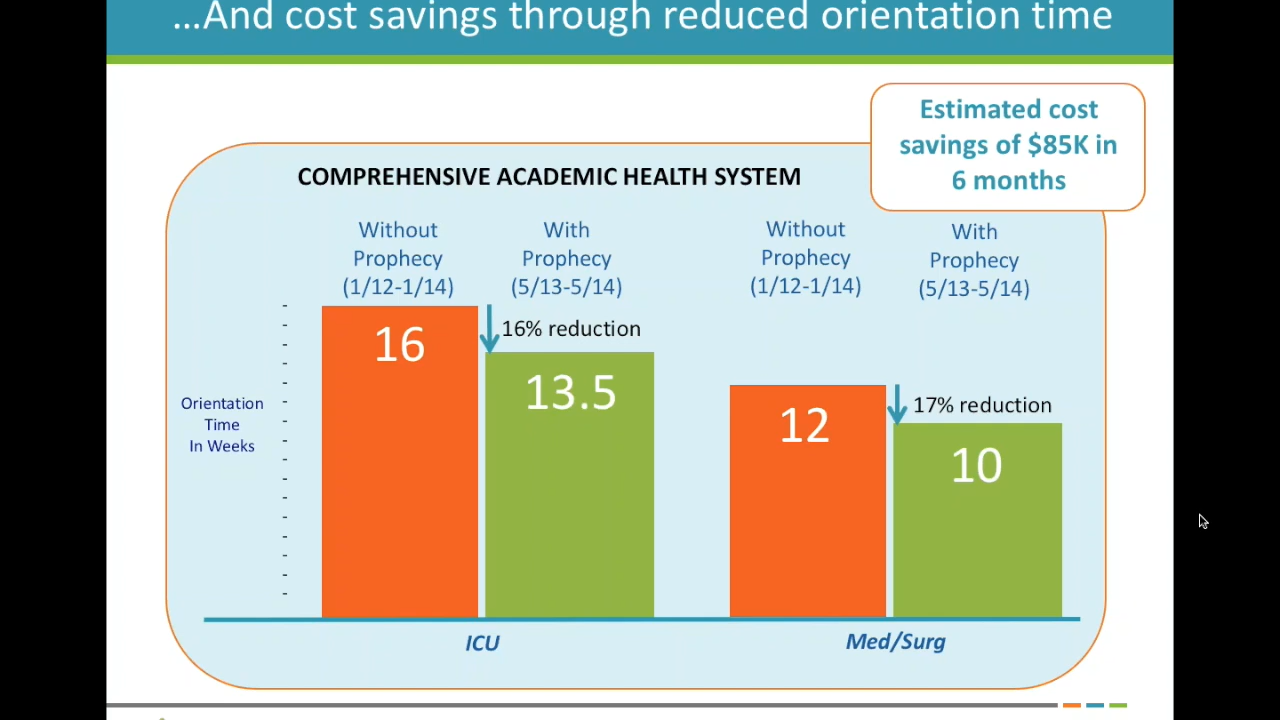 ...And cost savings through reduced orientation time
Estimated cost
savings of $85K in
6 months
COMPREHENSIVE ACADEMIC HEALTH SYSTEM
Without
Prophecy
(1/12-1/14)
With
Prophecy
(5/13-5/14)
Without
Prophecy
(1/12-1/14)
With
Prophecy
(5/13-5/14)
16
16% reduction
13.5
12
17% reduction
10
Orientation
Time
In Weeks
ICU
Med/Surg